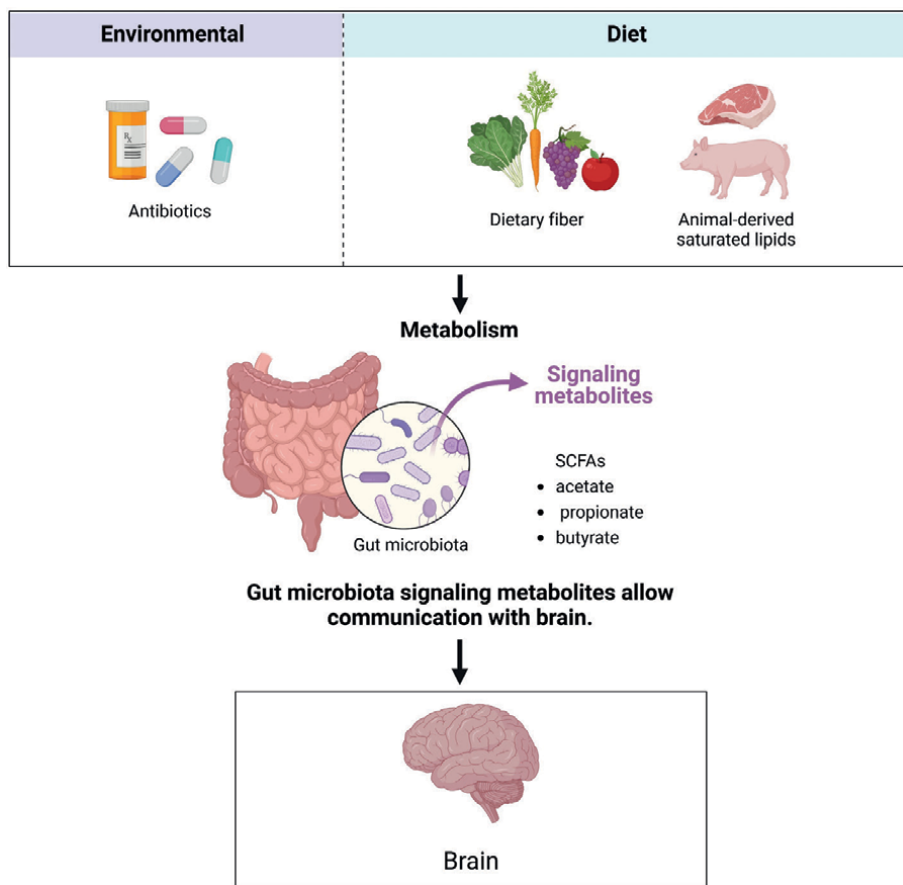 Environmental
Diet
Rx
Antibiotics
Dietary fiber
Animal-derived
saturated lipids
Metabolism
Signaling
metabolites
SCFAs
• acetate
• propionate
• butyrate
Gut microbiota
Gut microbiota signaling metabolites allow
communication with brain.
Brain